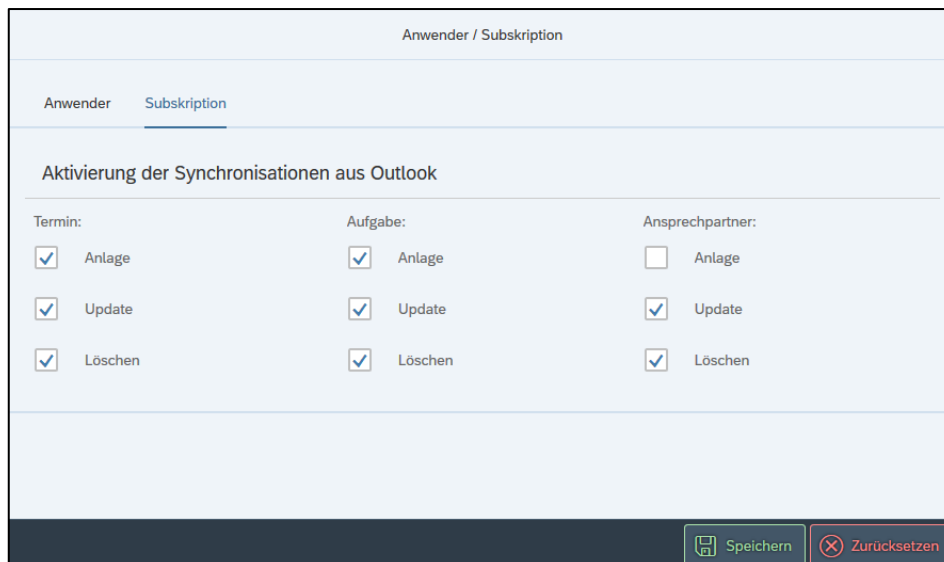 Anwender / Subskription
Anwender Subskription
Aktivierung der Synchronisationen aus Outlook
Termin: Aufgabe: Ansprechpartner:
Anlage Anlage Anlage
Update Update Update
Löschen Löschen Löschen
Speichern Zurücksetzen